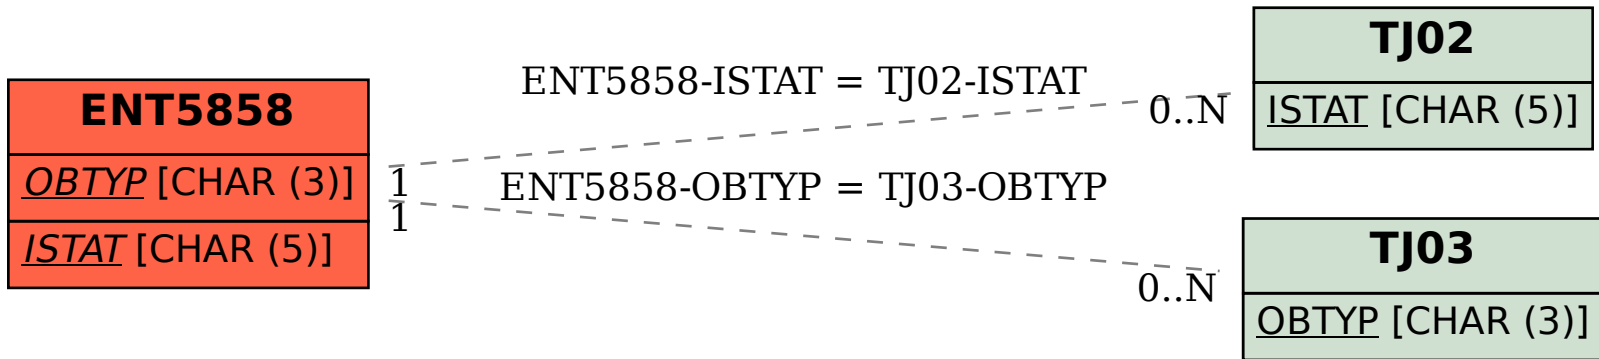 ENT5858
OBTYP [CHAR (3)]
ISTAT [CHAR (5)]
ENT5858-ISTAT = TJ02-ISTAT
1
0..N
ENT5858-OBTYP = TJ03-OBTYP
1
0..N
TJ02
ISTAT [CHAR (5)]
TJ03
OBTYP [CHAR (3)]